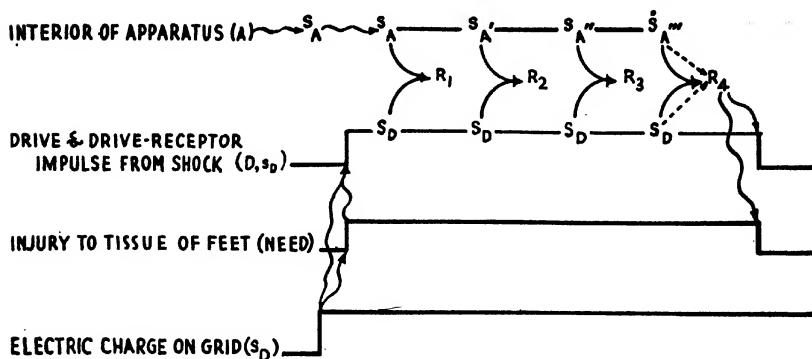 INTERIOR OF APPARATUS (A) S_A S_A S_A' S_A'' Ṡ_A'''
R₁ R₂ R₃ R₄
DRIVE & DRIVE-RECEPTOR S_D S_D S_D S_D
IMPULSE FROM SHOCK (D, s_D)
INJURY TO TISSUE OF FEET (NEED)
ELECTRIC CHARGE ON GRID (S_D)